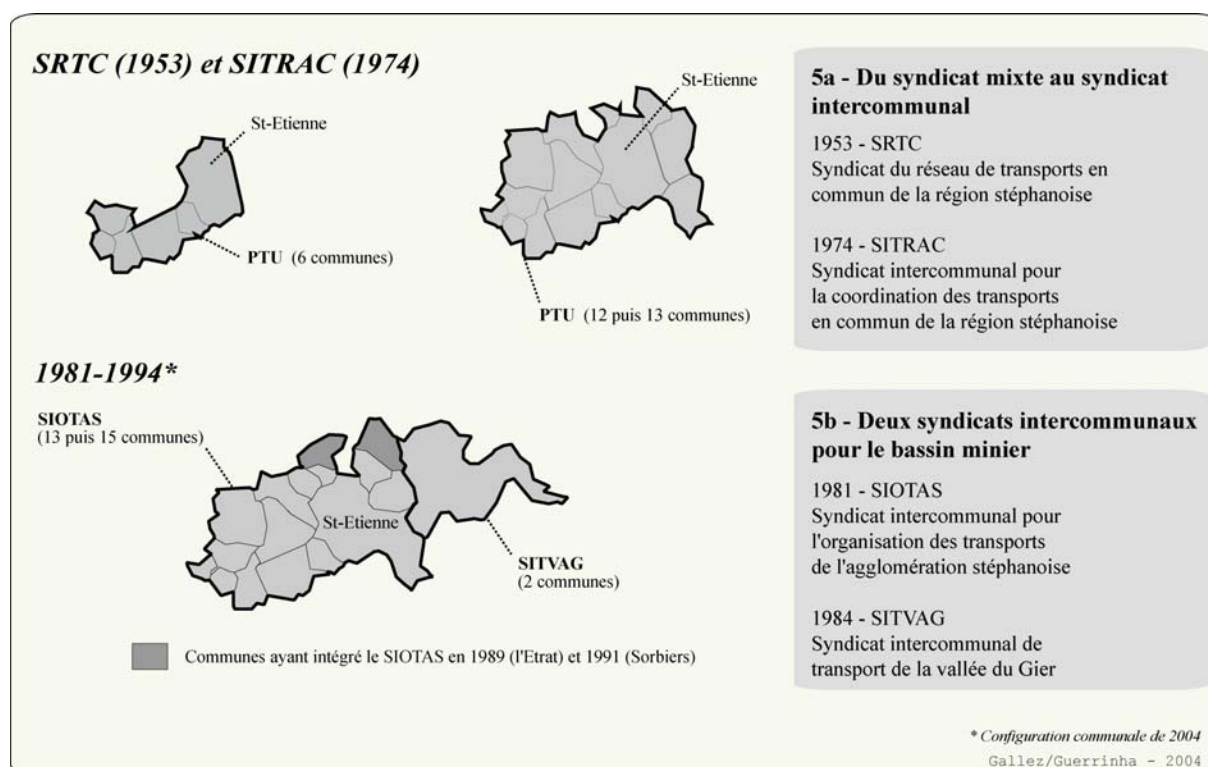 SRTC (1953) et SITRAC (1974)
St-Etienne
PTU (6 communes)
St-Etienne
PTU (12 puis 13 communes)
5a - Du syndicat mixte au syndicat
intercommunal
1953 - SRTC
Syndicat du réseau de transports en
commun de la région stéphanoise
1974 - SITRAC
Syndicat intercommunal pour
la coordination des transports
en commun de la région stéphanoise
1981-1994*
SIOTAS
(13 puis 15 communes)
St-Etienne
SITVAG
(2 communes)
Communes ayant intégré le SIOTAS en 1989 (l'Etrat) et 1991 (Sorbiers)
5b - Deux syndicats intercommunaux
pour le bassin minier
1981 - SIOTAS
Syndicat intercommunal pour
l'organisation des transports
de l'agglomération stéphanoise
1984 - SITVAG
Syndicat intercommunal de
transport de la vallée du Gier
* Configuration communale de 2004
Gallez/Guerrinha - 2004